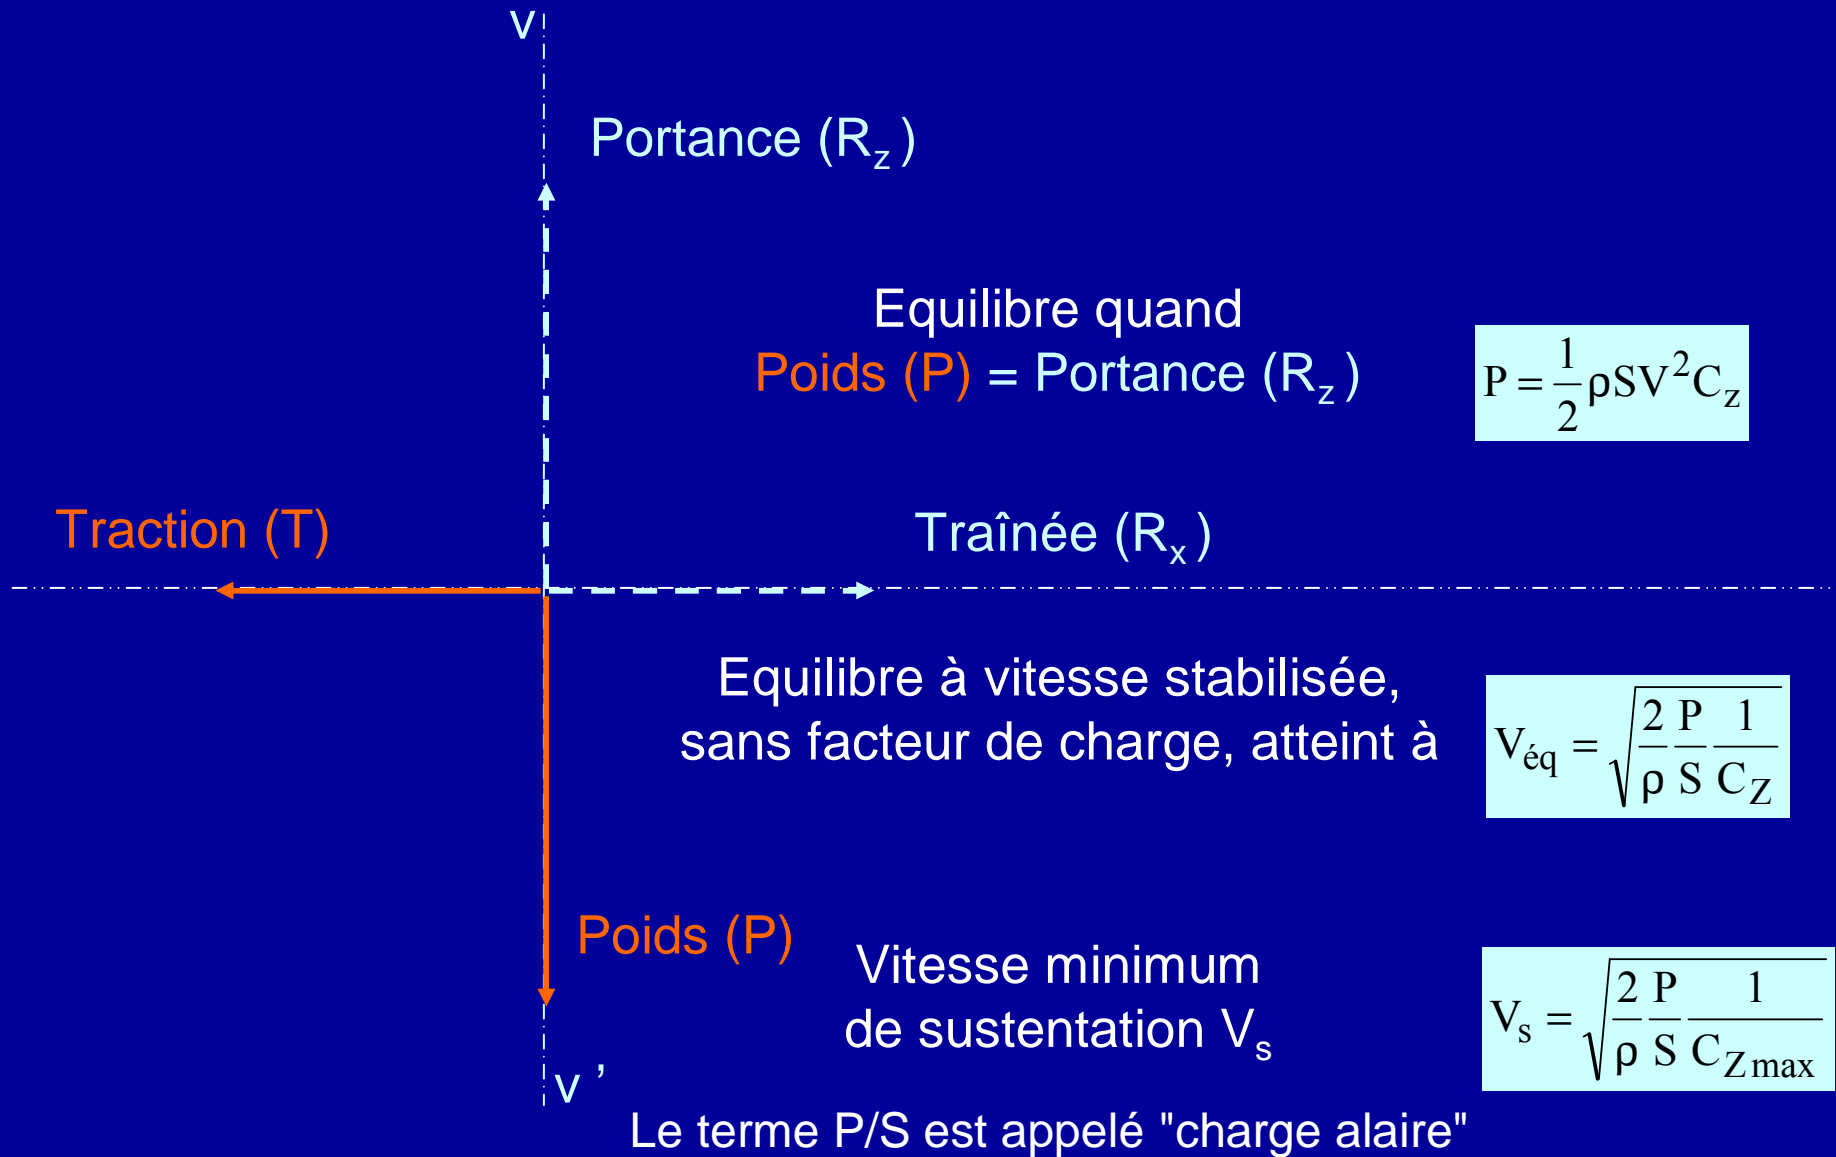 v
Portance (Rz)
Equilibre quand
Poids (P) = Portance (Rz)
P = 1/2 ρSV²Cz
Traction (T)
Traînée (Rx)
Equilibre à vitesse stabilisée,
sans facteur de charge, atteint à
Véq = √(2/ρ P/S 1/CZ)
Poids (P)
Vitesse minimum
de sustentation Vs
Vs = √(2/ρ P/S 1/CZ max)
v ’
Le terme P/S est appelé "charge alaire"